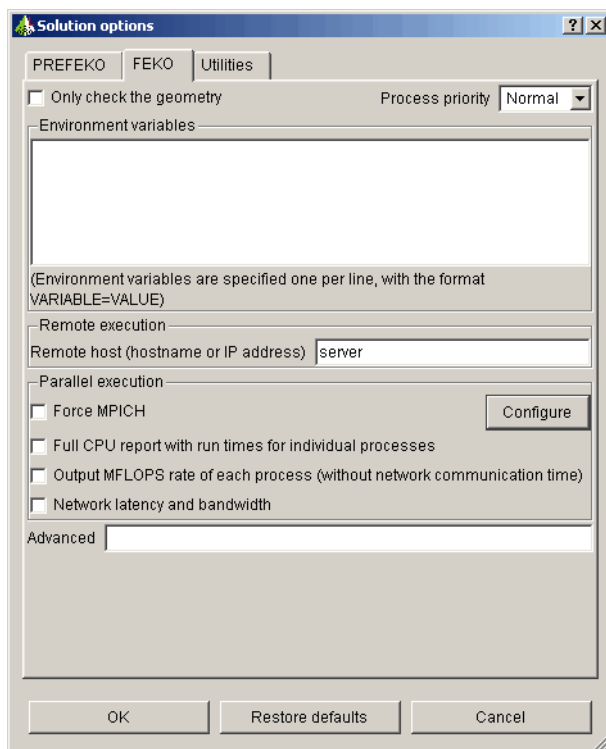 Solution options
PREFEKO FEKO Utilities
Only check the geometry Process priority Normal
Environment variables
(Environment variables are specified one per line, with the format
VARIABLE=VALUE)
Remote execution
Remote host (hostname or IP address) server
Parallel execution
Force MPICH Configure
Full CPU report with run times for individual processes
Output MFLOPS rate of each process (without network communication time)
Network latency and bandwidth
Advanced
OK Restore defaults Cancel